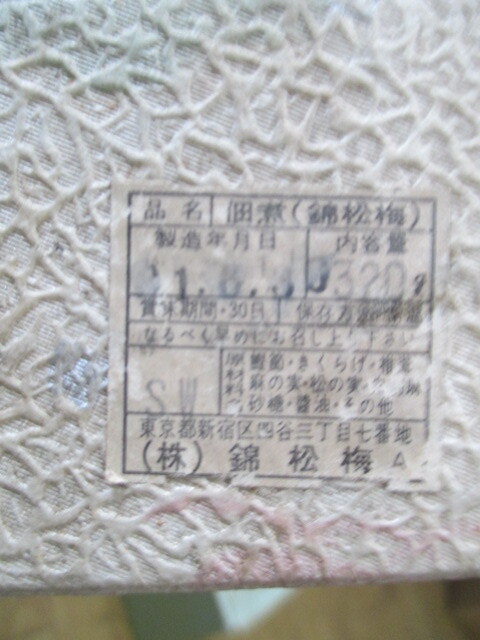 品名 佃煮(錦松梅)
製造年月日 内容量
320g
賞味期間・30日 保存方法
なるべく早めにお召し上り下さい
鰹節・きくらげ・椎茸
麻の実・松の実・
SW
砂糖・醤油・その他
東京都新宿区四谷三丁目七番地
(株) 錦松梅 A